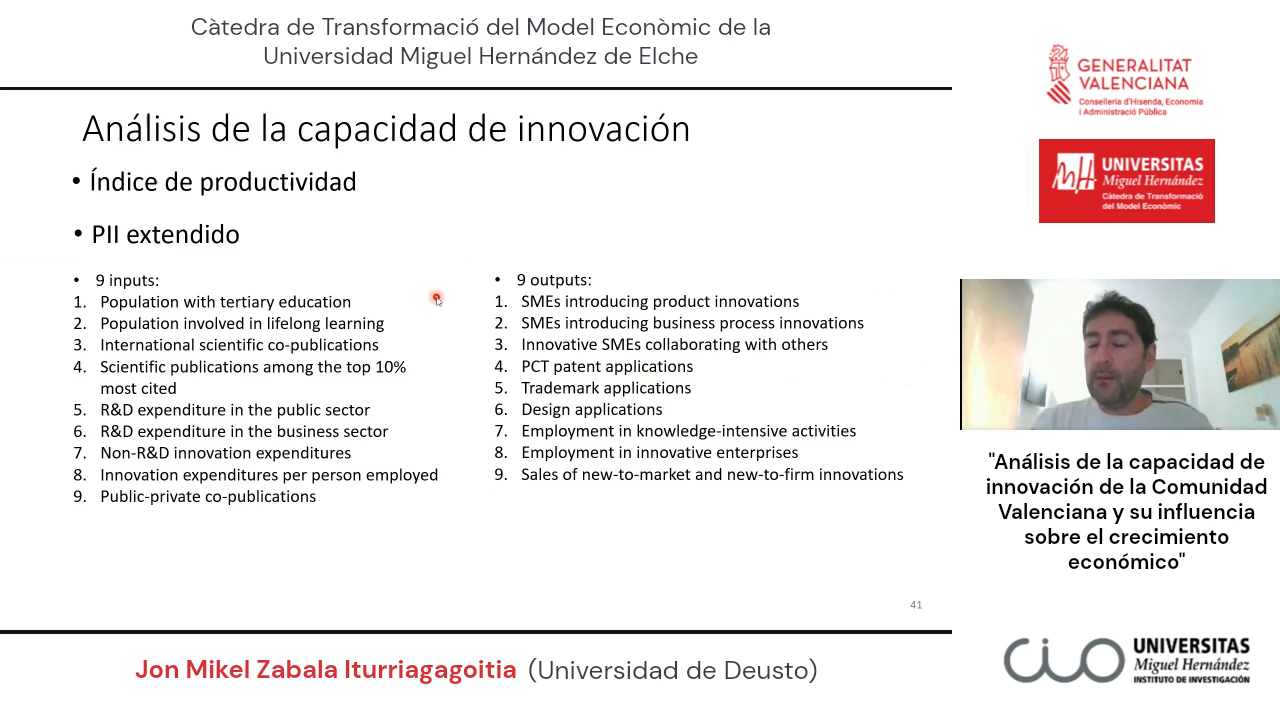 Càtedra de Transformació del Model Econòmic de la
Universidad Miguel Hernández de Elche
Análisis de la capacidad de innovación
• Índice de productividad
• PII extendido
• 9 inputs:
1. Population with tertiary education
2. Population involved in lifelong learning
3. International scientific co-publications
4. Scientific publications among the top 10%
most cited
5. R&D expenditure in the public sector
6. R&D expenditure in the business sector
7. Non-R&D innovation expenditures
8. Innovation expenditures per person employed
9. Public-private co-publications
• 9 outputs:
1. SMEs introducing product innovations
2. SMEs introducing business process innovations
3. Innovative SMEs collaborating with others
4. PCT patent applications
5. Trademark applications
6. Design applications
7. Employment in knowledge-intensive activities
8. Employment in innovative enterprises
9. Sales of new-to-market and new-to-firm innovations
41
Jon Mikel Zabala Iturriagagoitia (Universidad de Deusto)
GENERALITAT
VALENCIANA
Conselleria d'Hisenda, Economia
i Administració Pública
UNIVERSITAS
Miguel Hernández
Càtedra de Transformació
del Model Econòmic
"Análisis de la capacidad de
innovación de la Comunidad
Valenciana y su influencia
sobre el crecimiento
económico"
CIO
UNIVERSITAS
Miguel Hernández
INSTITUTO DE INVESTIGACIÓN